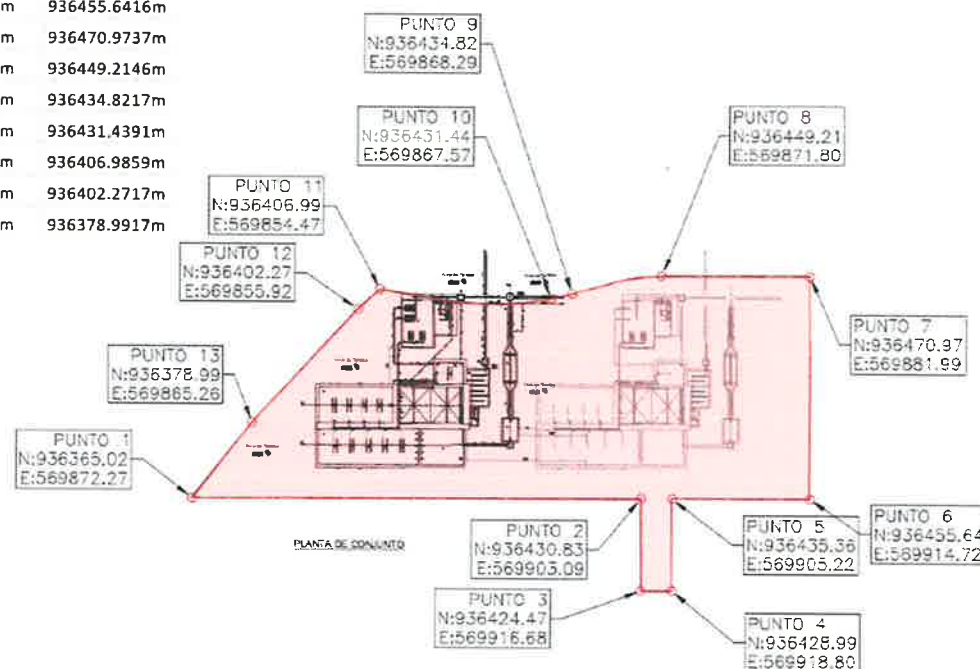 m 936455.6416m
m 936470.9737m
m 936449.2146m
m 936434.8217m
m 936431.4391m
m 936406.9859m
m 936402.2717m
m 936378.9917m
PUNTO 9
N:936434.82
E:569868.29
PUNTO 10
N:936431.44
E:569867.57
PUNTO 8
N:936449.21
E:569871.80
PUNTO 11
N:936406.99
E:569854.47
PUNTO 12
N:936402.27
E:569855.92
PUNTO 7
N:936470.97
E:569881.99
PUNTO 13
N:936378.99
E:569865.26
PUNTO 1
N:936365.02
E:569872.27
PLANTA DE CONJUNTO
PUNTO 2
N:936430.83
E:569903.09
PUNTO 5
N:936435.36
E:569905.22
PUNTO 6
N:936455.64
E:569914.72
PUNTO 3
N:936424.47
E:569916.68
PUNTO 4
N:936428.99
E:569918.80